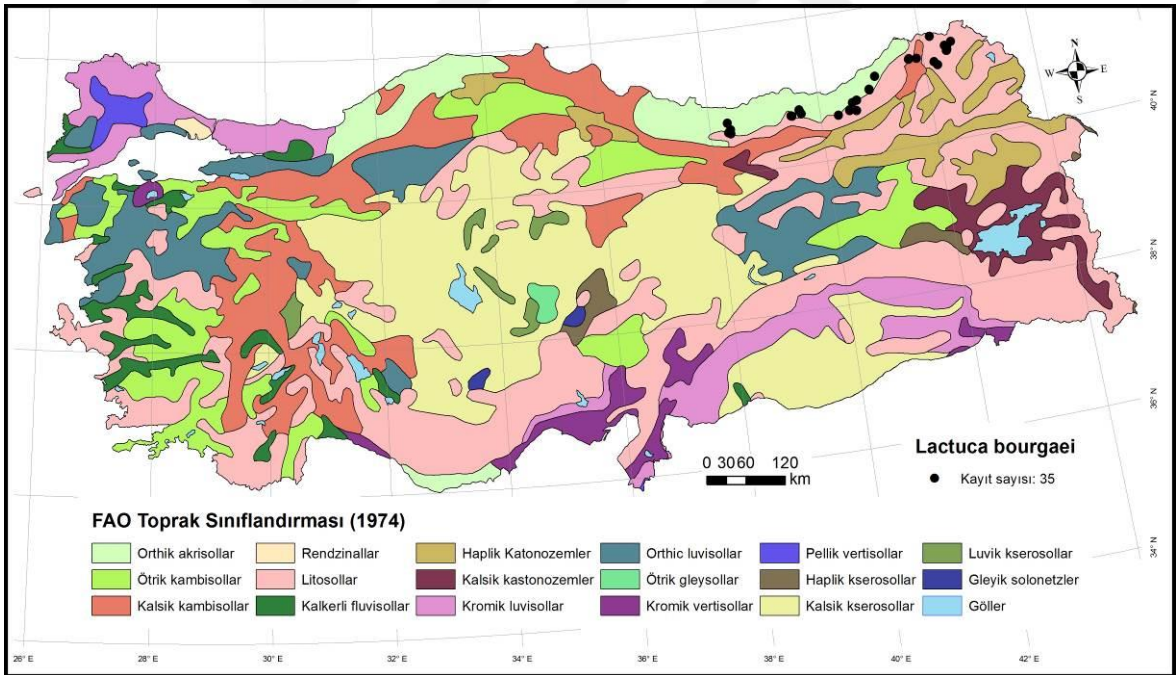 N
W E
S
40° N
38° N
36° N
34° N
Lactuca bourgaei
Kayıt sayısı: 35
0 3060 120
km
FAO Toprak Sınıflandırması (1974)
Orthik akrisollar
Rendzinallar
Haplik Katonozemler
Orthic luvisollar
Pellik vertisollar
Luvik kserosollar
Ötrik kambisollar
Litosollar
Kalsik kastonozemler
Ötrik gleysollar
Haplik kserosollar
Gleyik solonetzler
Kalsik kambisollar
Kalkerli fluvisollar
Kromik luvisollar
Kromik vertisollar
Kalsik kserosollar
Göller
26° E 28° E 30° E 32° E 34° E 36° E 38° E 40° E 42° E